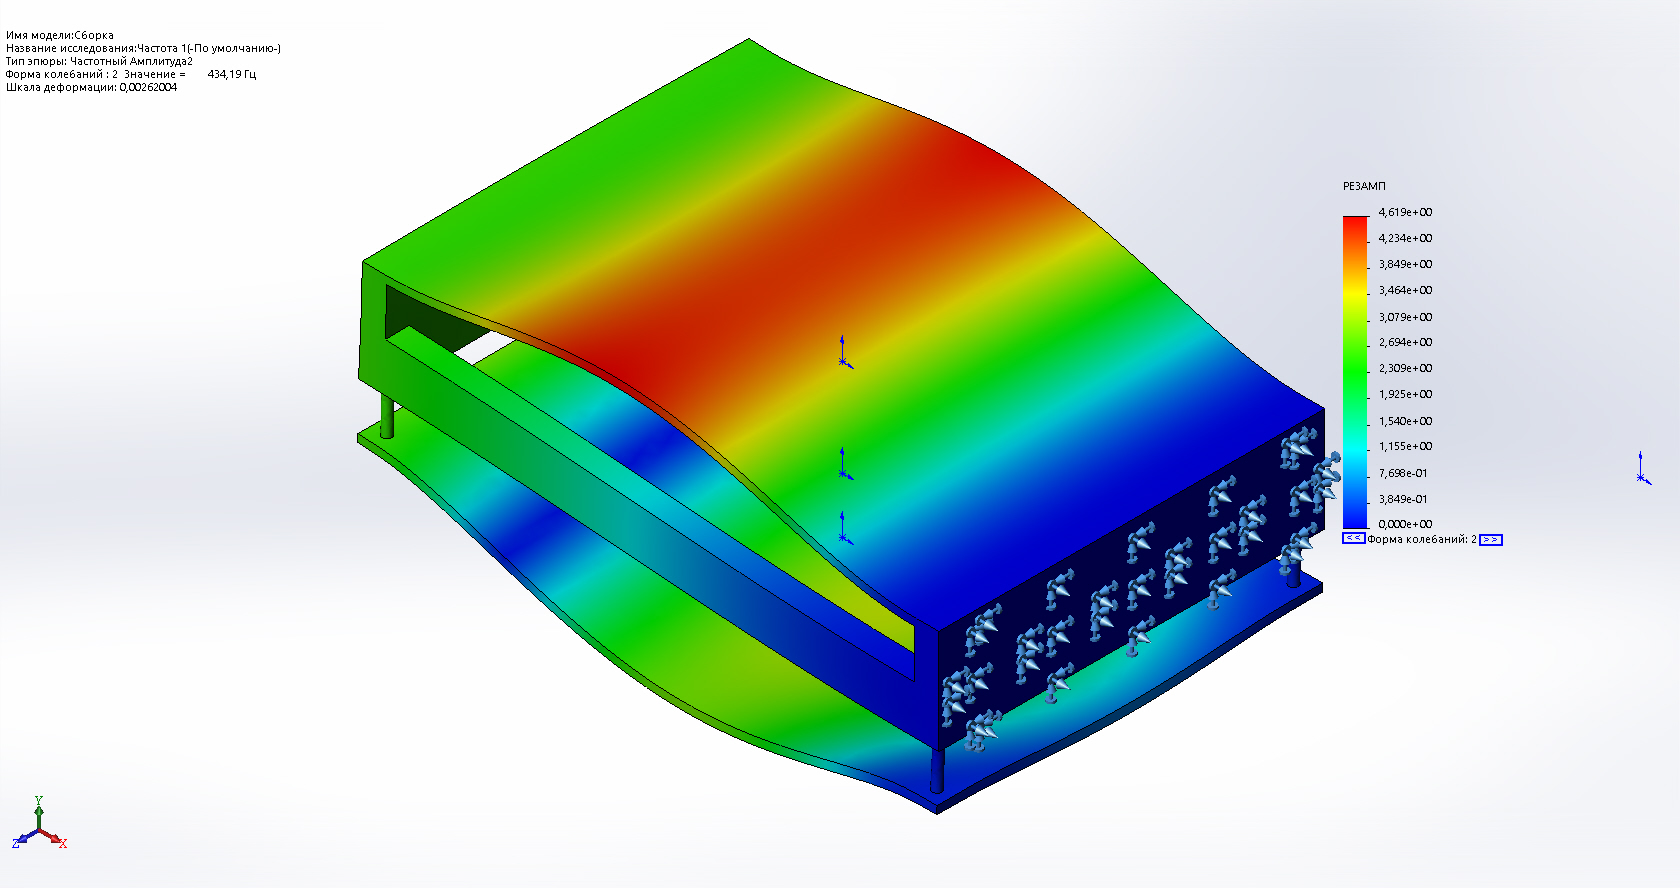 Имя модели:Сборка
Название исследования:Частота 1(-По умолчанию-)
Тип эпюры: Частотный Амплитуда2
Форма колебаний : 2 Значение = 434,19 Гц
Шкала деформации: 0,00262004
РЕЗАМП
4,619e+00
4,234e+00
3,849e+00
3,464e+00
3,079e+00
2,694e+00
2,309e+00
1,925e+00
1,540e+00
1,155e+00
7,698e-01
3,849e-01
0,000e+00
<< Форма колебаний: 2 >>
Y
Z X